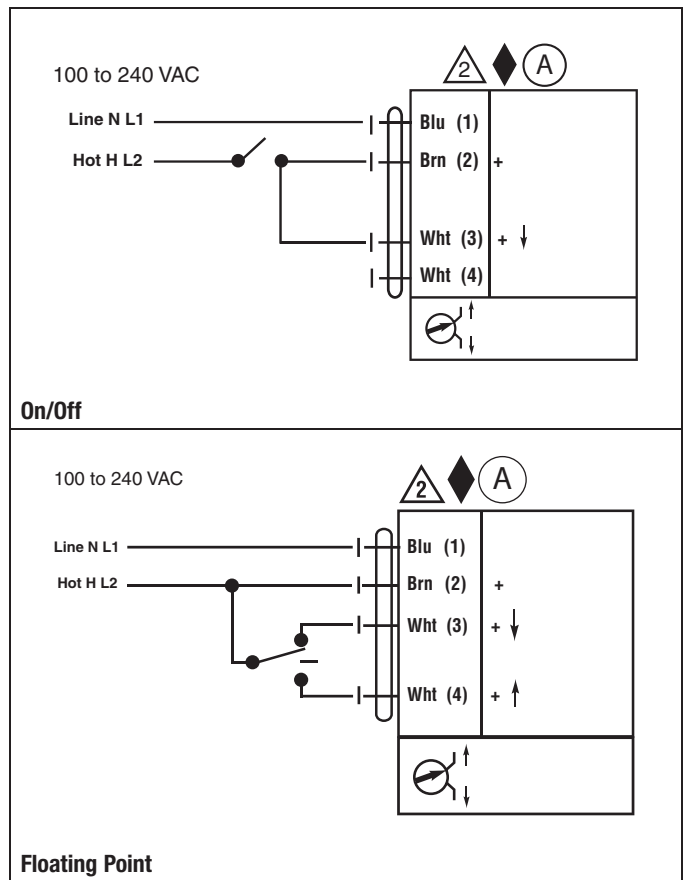 100 to 240 VAC
2
A
Line N L1
Blu (1)
Hot H L2
Brn (2) +
Wht (3) + ↓
Wht (4)
On/Off
100 to 240 VAC
2
A
Line N L1
Blu (1)
Hot H L2
Brn (2) +
Wht (3) + ↓
Wht (4) + ↑
Floating Point